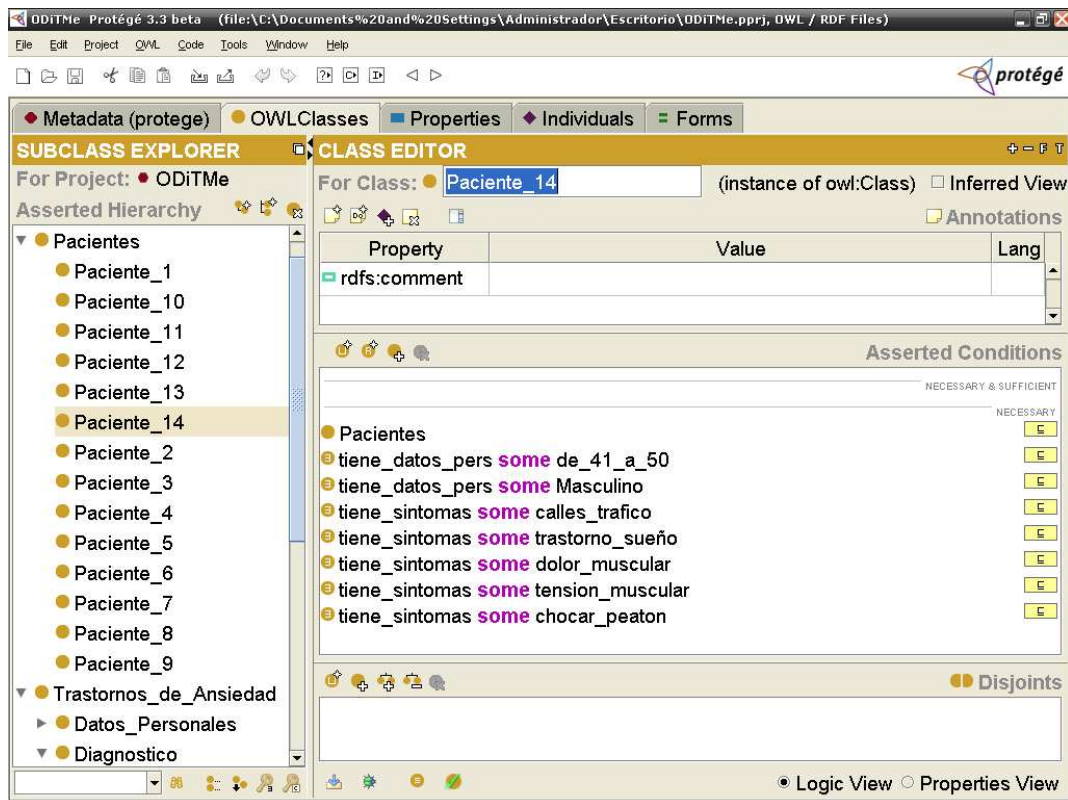 ODiTMe Protégé 3.3 beta (file:\C:\Documents%20and%20Settings\Administrador\Escritorio\ODiTMe.pprj, OWL / RDF Files)
File Edit Project OWL Code Tools Window Help
protégé
Metadata (protege) OWLClasses Properties Individuals Forms
SUBCLASS EXPLORER
For Project: ODiTMe
Asserted Hierarchy
Pacientes
Paciente_1
Paciente_10
Paciente_11
Paciente_12
Paciente_13
Paciente_14
Paciente_2
Paciente_3
Paciente_4
Paciente_5
Paciente_6
Paciente_7
Paciente_8
Paciente_9
Trastornos_de_Ansiedad
Datos_Personales
Diagnostico
CLASS EDITOR
For Class: Paciente_14 (instance of owl:Class) Inferred View
Annotations
Property Value Lang
rdfs:comment
Asserted Conditions
NECESSARY & SUFFICIENT
NECESSARY
Pacientes
tiene_datos_pers some de_41_a_50
tiene_datos_pers some Masculino
tiene_sintomas some calles_trafico
tiene_sintomas some trastorno_sueño
tiene_sintomas some dolor_muscular
tiene_sintomas some tension_muscular
tiene_sintomas some chocar_peaton
Disjoints
Logic View Properties View